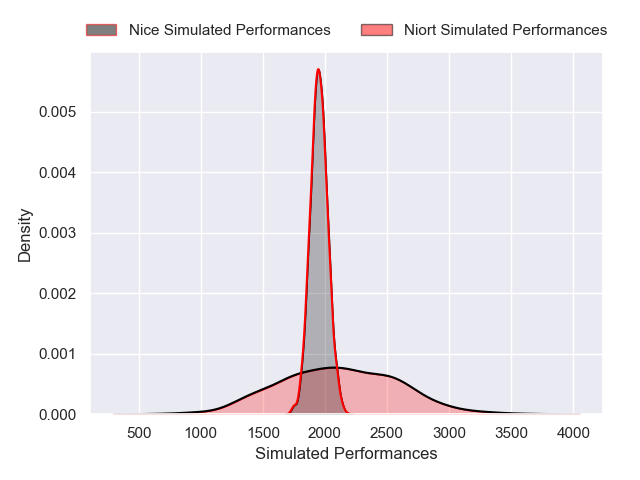 Nice Simulated Performances Niort Simulated Performances
0.005
0.004
0.003
0.002
0.001
0.000
Density
500 1000 1500 2000 2500 3000 3500 4000
Simulated Performances